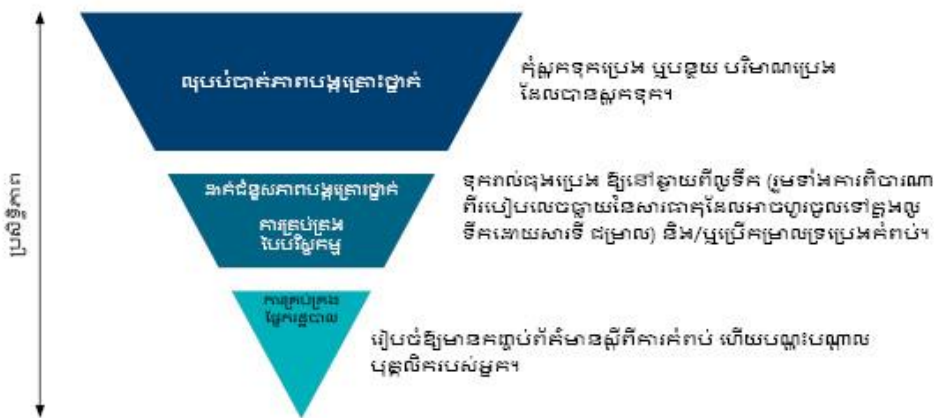 ប្រសិទ្ធិភាព
លុបបំបាត់ភាពបង្កគ្រោះថ្នាក់
កុំស្តុកទុកប្រេង ឬបន្ថយ បរិមាណប្រេង
ដែលបានស្តុកទុក។
ដាក់ជំនួសភាពបង្កគ្រោះថ្នាក់
ការគ្រប់គ្រង
បែបវិស្វកម្ម
ទុករាល់ធុងប្រេង ឱ្យនៅឆ្ងាយពីលូទឹក (រួមទាំងការពិចារណា
ពីរបៀបលេចធ្លាយនៃសារធាតុដែលអាចហូរចូលទៅក្នុងលូ
ទឹកដោយសារទី ជម្រាល) និង/ឬប្រើកម្រាលទ្រប្រេងកំពប់។
ការគ្រប់គ្រង
ផ្នែករដ្ឋបាល
រៀបចំឱ្យមានកញ្ចប់ព័ត៌មានស្តីពីការកំពប់ ហើយបណ្តុះបណ្តាល
បុគ្គលិករបស់អ្នក។